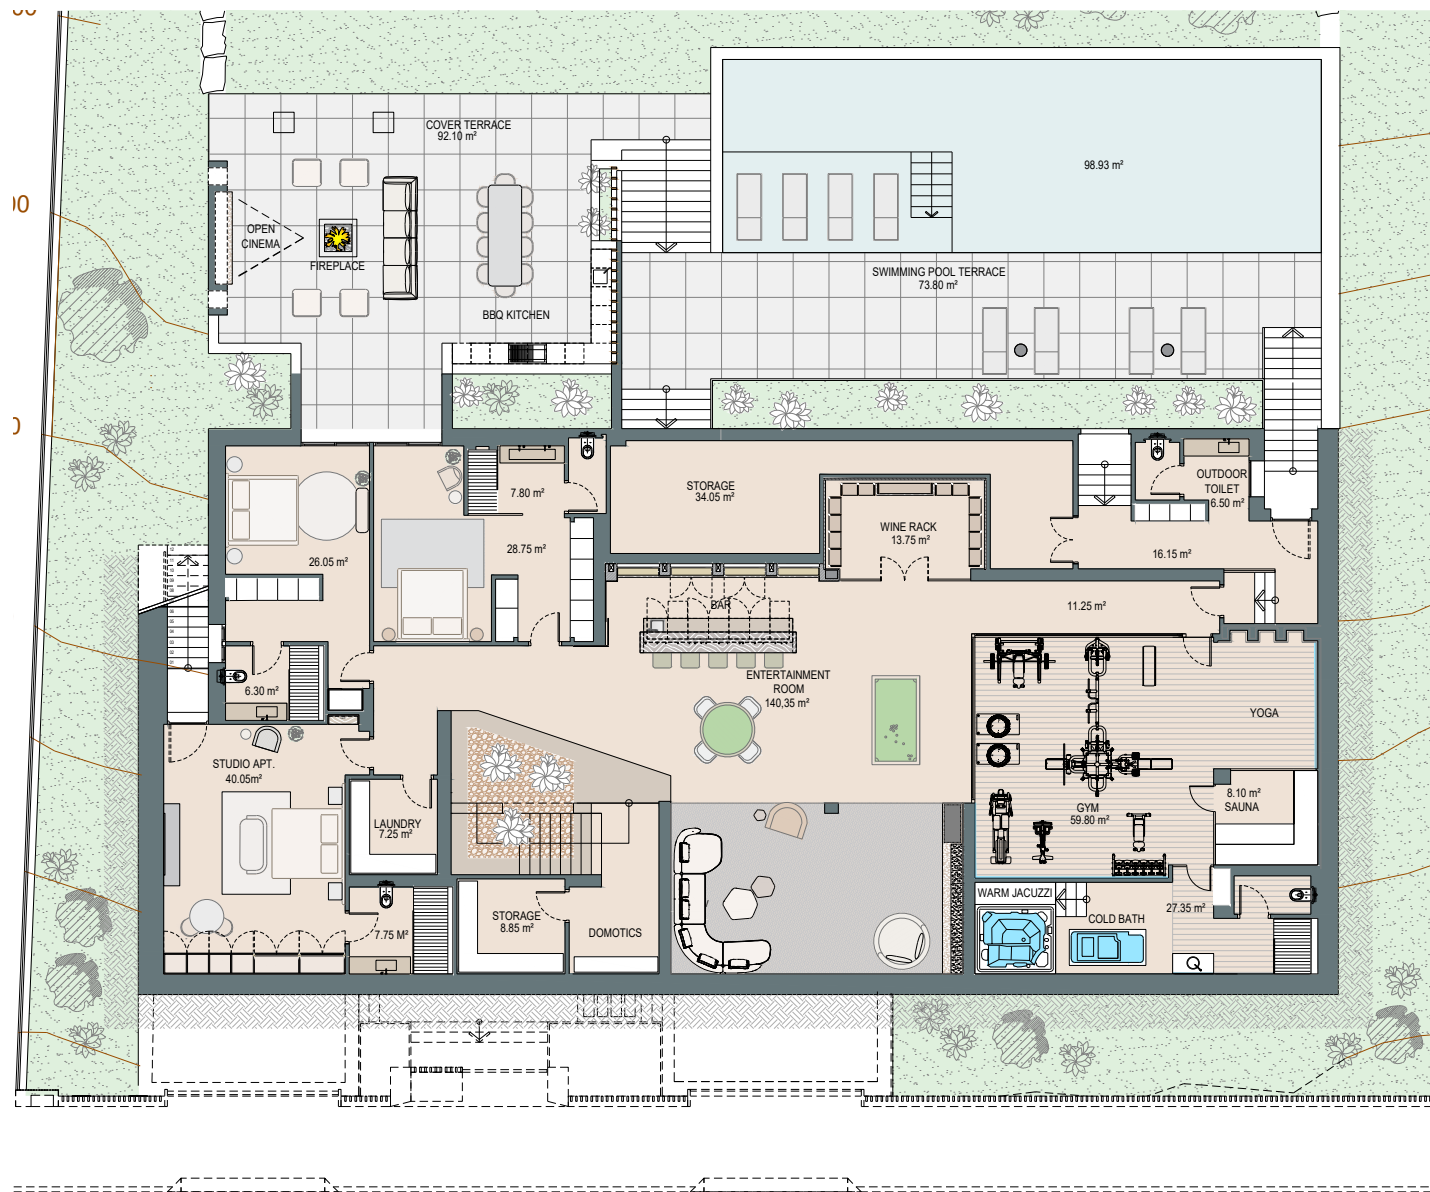 COVER TERRACE
92.10 m²
98.93 m²
OPEN
CINEMA
FIREPLACE
BBQ KITCHEN
SWIMMING POOL TERRACE
73.80 m²
STORAGE
34.05 m²
7.80 m²
28.75 m²
26.05 m²
WINE RACK
13.75 m²
OUTDOOR
TOILET
6.50 m²
16.15 m²
11.25 m²
BAR
ENTERTAINMENT
ROOM
140,35 m²
6.30 m²
STUDIO APT.
40.05m²
LAUNDRY
7.25 m²
YOGA
GYM
59.80 m²
8.10 m²
SAUNA
WARM JACUZZI
COLD BATH
27.35 m²
STORAGE
8.85 m²
DOMOTICS
7.75 M²